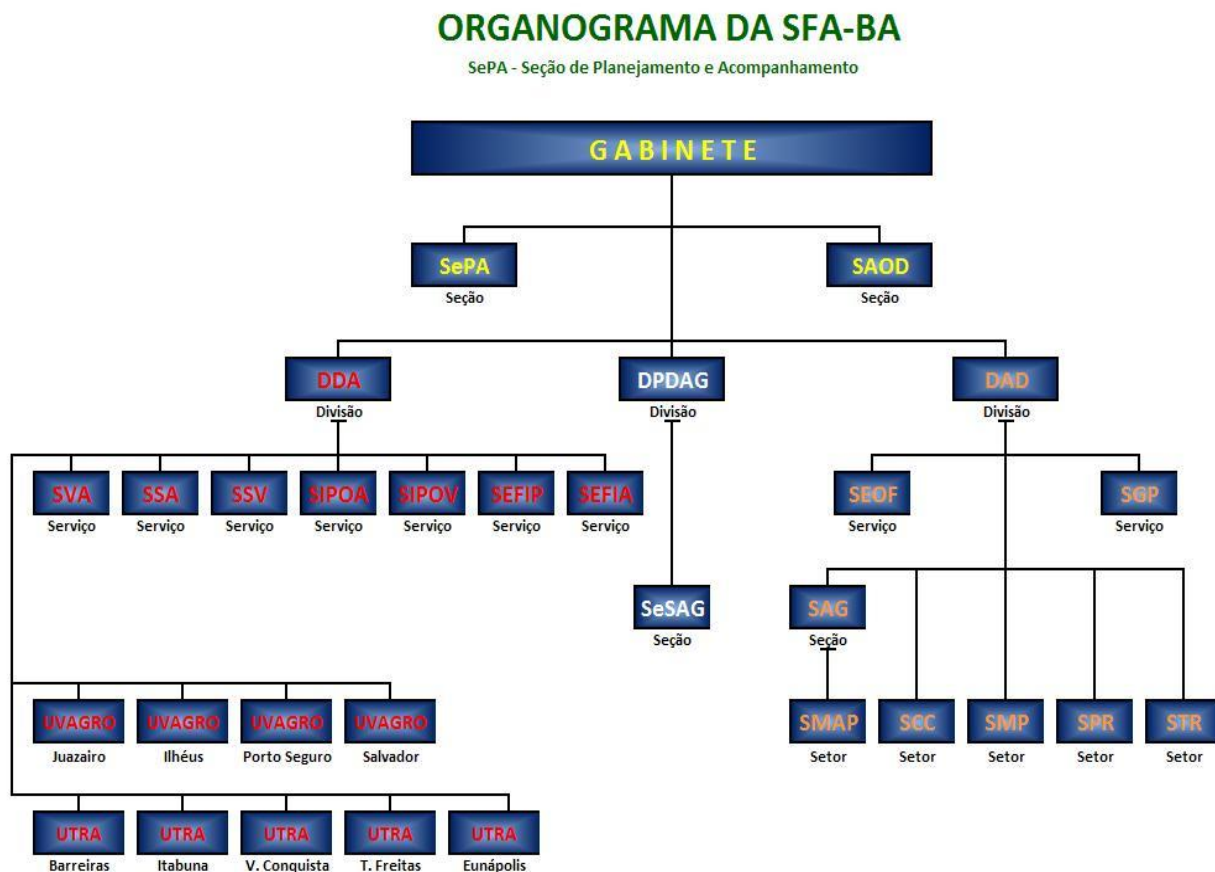 ORGANOGRAMA DA SFA-BA
SePA - Seção de Planejamento e Acompanhamento
GABINETE
SePA SAOD
Seção Seção
DDA DPDAG DAD
Divisão Divisão Divisão
SVA SSA SSV SIPOA SIPOV SEFIP SEFIA SEOF SGP
Serviço Serviço Serviço Serviço Serviço Serviço Serviço Serviço Serviço
SeSAG SAG
Seção Seção
UVAGRO UVAGRO UVAGRO UVAGRO SMAP SCC SMP SPR STR
Juazairo Ilhéus Porto Seguro Salvador Setor Setor Setor Setor Setor
UTRA UTRA UTRA UTRA UTRA
Barreiras Itabuna V. Conquista T. Freitas Eunápolis